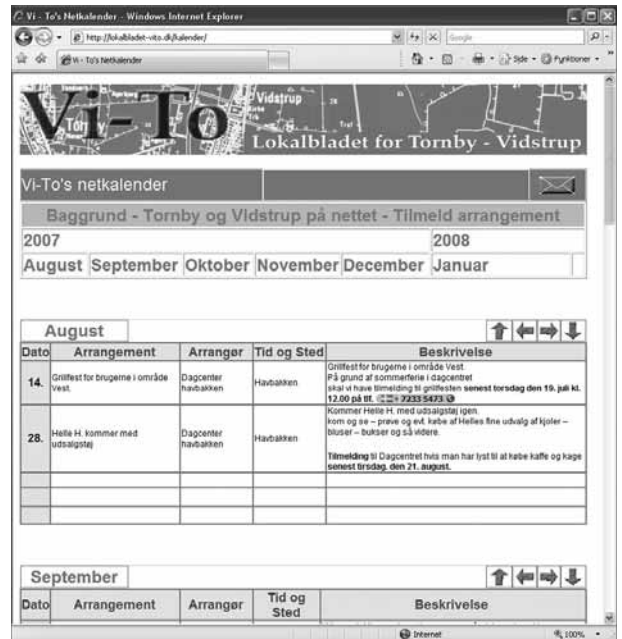 Vi - To's Netkalender - Windows Internet Explorer
http://lokalbladet-vito.dk/kalender/
Google
Vi - To's Netkalender
Side
Funktioner
Vi-To
Vidstrup
Tornby
Lokalbladet for Tornby - Vidstrup
Vi-To's netkalender
Baggrund - Tornby og Vidstrup på nettet - Tilmeld arrangement
2007 2008
August September Oktober November December Januar
August
Dato Arrangement Arrangør Tid og Sted Beskrivelse
14. Grillfest for brugerne i område Vest. Dagcenter havbakken Havbakken
Grillfest for brugerne i område Vest.
På grund af sommerferie i dagcentret
skal vi have tilmelding til grillfesten senest torsdag den 19. juli kl.
12.00 på tlf. 7233 5473
28. Helle H. kommer med udsalgstøj Dagcenter havbakken Havbakken
Kommer Helle H. med udsalgstøj igen.
kom og se – prøve og evt. købe af Helles fine udvalg af kjoler –
bluser – bukser og så videre.
Tilmelding til Dagcentret hvis man har lyst til at købe kaffe og kage
senest tirsdag. den 21. august.
September
Dato Arrangement Arrangør Tid og Sted Beskrivelse
Internet
100%